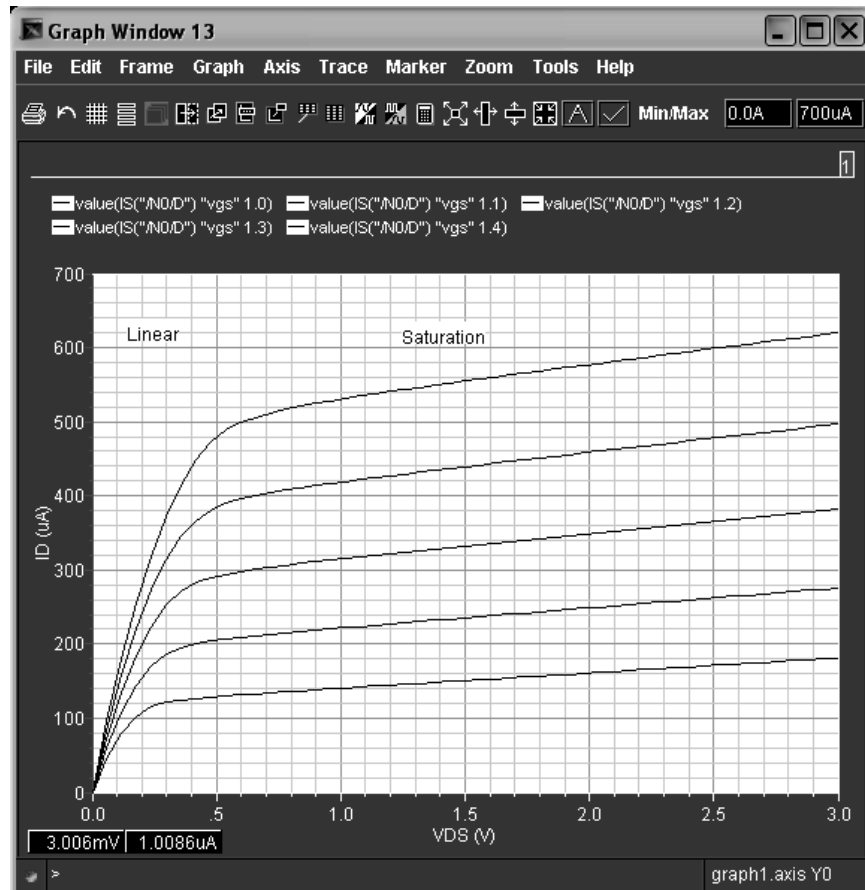 Graph Window 13
File Edit Frame Graph Axis Trace Marker Zoom Tools Help
Min/Max 0.0A 700uA
1
value(IS("/N0/D") "vgs" 1.0) value(IS("/N0/D") "vgs" 1.1) value(IS("/N0/D") "vgs" 1.2)
value(IS("/N0/D") "vgs" 1.3) value(IS("/N0/D") "vgs" 1.4)
700
Linear Saturation
600
500
400
ID (uA)
300
200
100
0
0.0 .5 1.0 1.5 2.0 2.5 3.0
VDS (V)
3.006mV 1.0086uA
> graph1.axis Y0